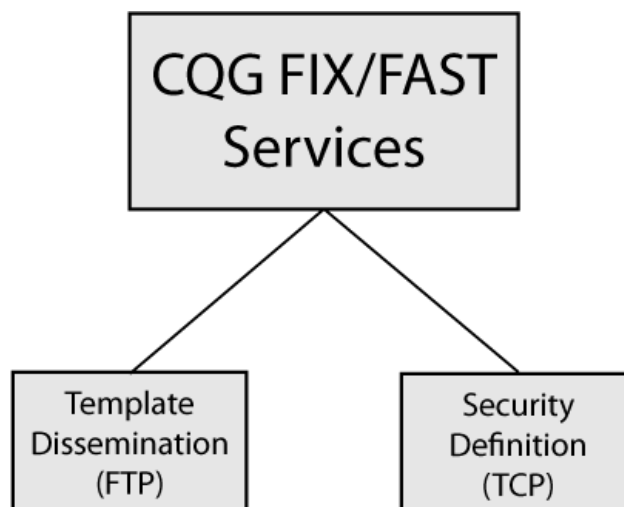 CQG FIX/FAST
Services
Template
Dissemination
(FTP)
Security
Definition
(TCP)